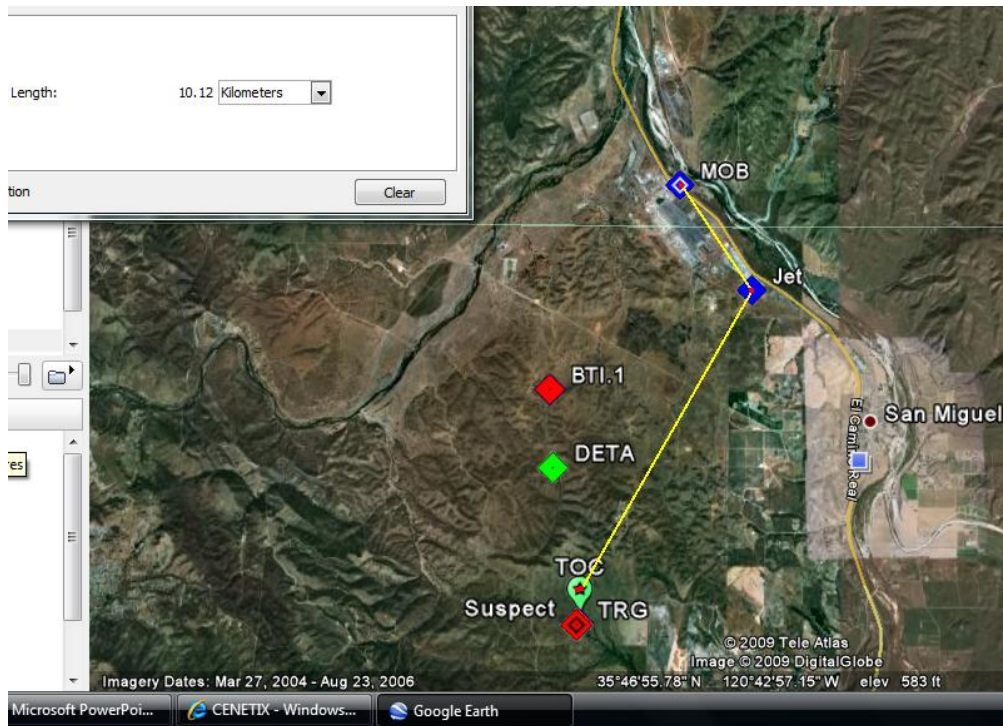 Length: 10.12 Kilometers
tion
Clear
MOB
Jet
BTI.1
San Miguel
El Camino Real
DETA
res
TOC
Suspect
TRG
© 2009 Tele Atlas
Image © 2009 DigitalGlobe
Imagery Dates: Mar 27, 2004 - Aug 23, 2006
35°46'55.78" N 120°42'57.15" W elev 583 ft
Microsoft PowerPoi...
CENETIX - Windows...
Google Earth